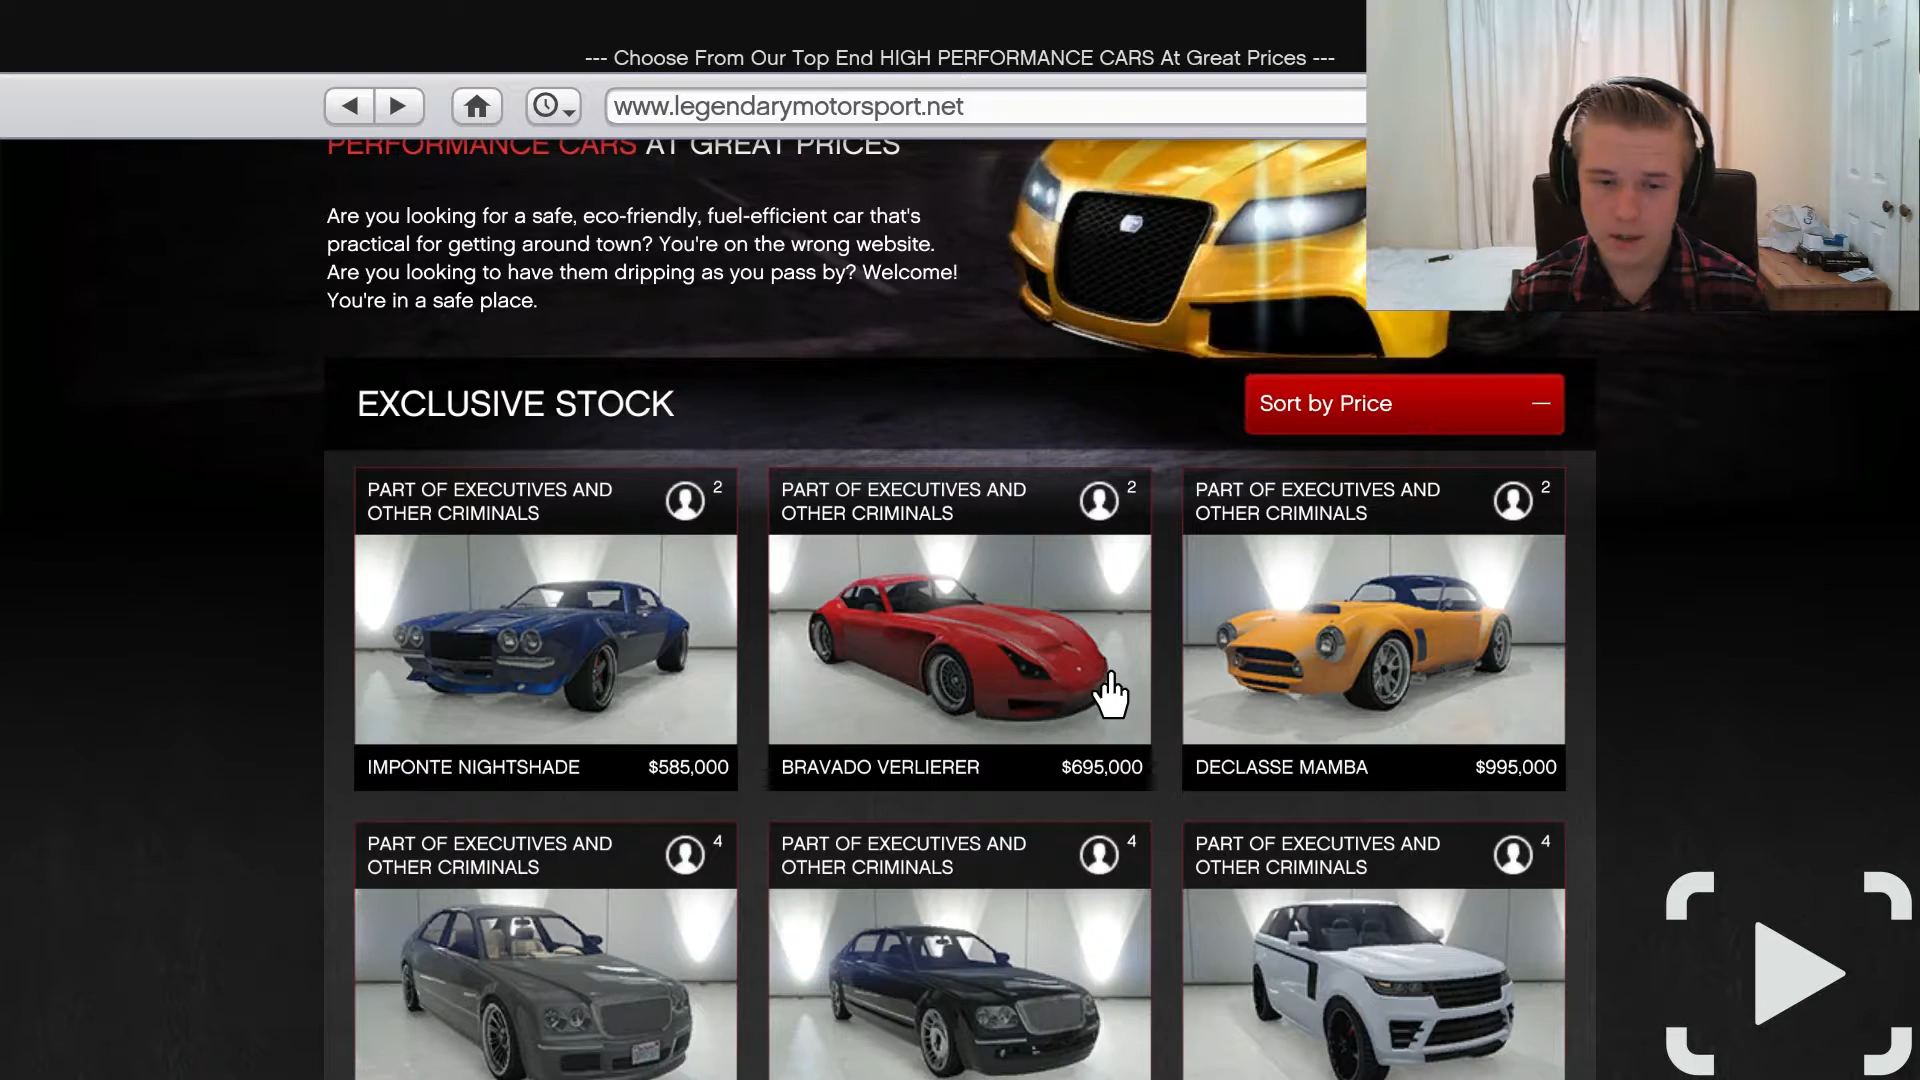 --- Choose From Our Top End HIGH PERFORMANCE CARS At Great Prices ---
www.legendarymotorsport.net
PERFORMANCE CARS AT GREAT PRICES
Are you looking for a safe, eco-friendly, fuel-efficient car that's
practical for getting around town? You're on the wrong website.
Are you looking to have them dripping as you pass by? Welcome!
You're in a safe place.
EXCLUSIVE STOCK
Sort by Price
PART OF EXECUTIVES AND
OTHER CRIMINALS
2
IMPONTE NIGHTSHADE $585,000
PART OF EXECUTIVES AND
OTHER CRIMINALS
2
BRAVADO VERLIERER $695,000
PART OF EXECUTIVES AND
OTHER CRIMINALS
2
DECLASSE MAMBA $995,000
PART OF EXECUTIVES AND
OTHER CRIMINALS
4
PART OF EXECUTIVES AND
OTHER CRIMINALS
4
PART OF EXECUTIVES AND
OTHER CRIMINALS
4